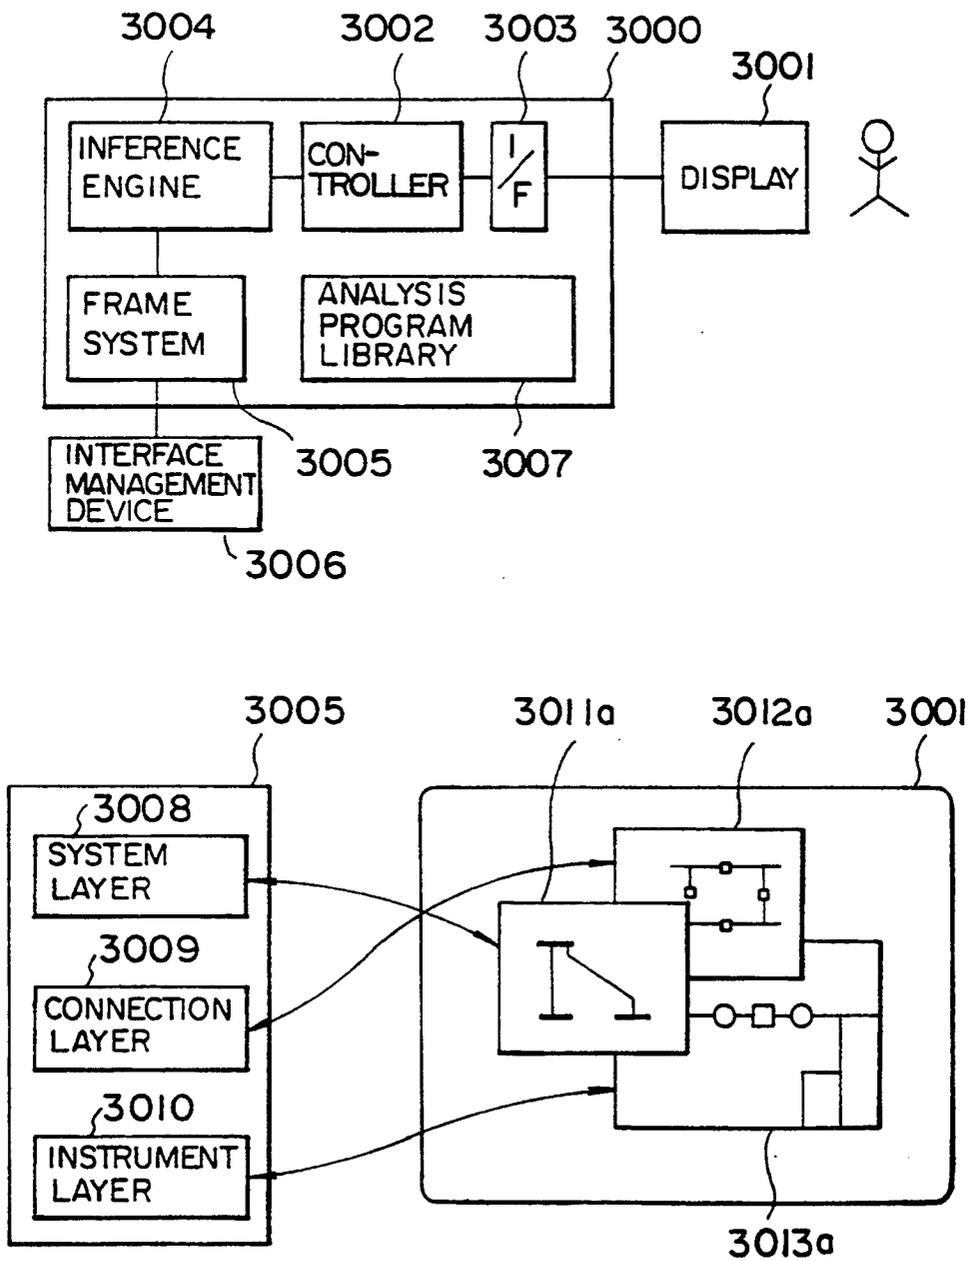 3004
3002
3003
3000
3001
INFERENCE
ENGINE
CON-
TROLLER
I
/
F
DISPLAY
FRAME
SYSTEM
ANALYSIS
PROGRAM
LIBRARY
3005
3007
INTERFACE
MANAGEMENT
DEVICE
3006
3005
3011a
3012a
3001
3008
SYSTEM
LAYER
3009
CONNECTION
LAYER
3010
INSTRUMENT
LAYER
3013a